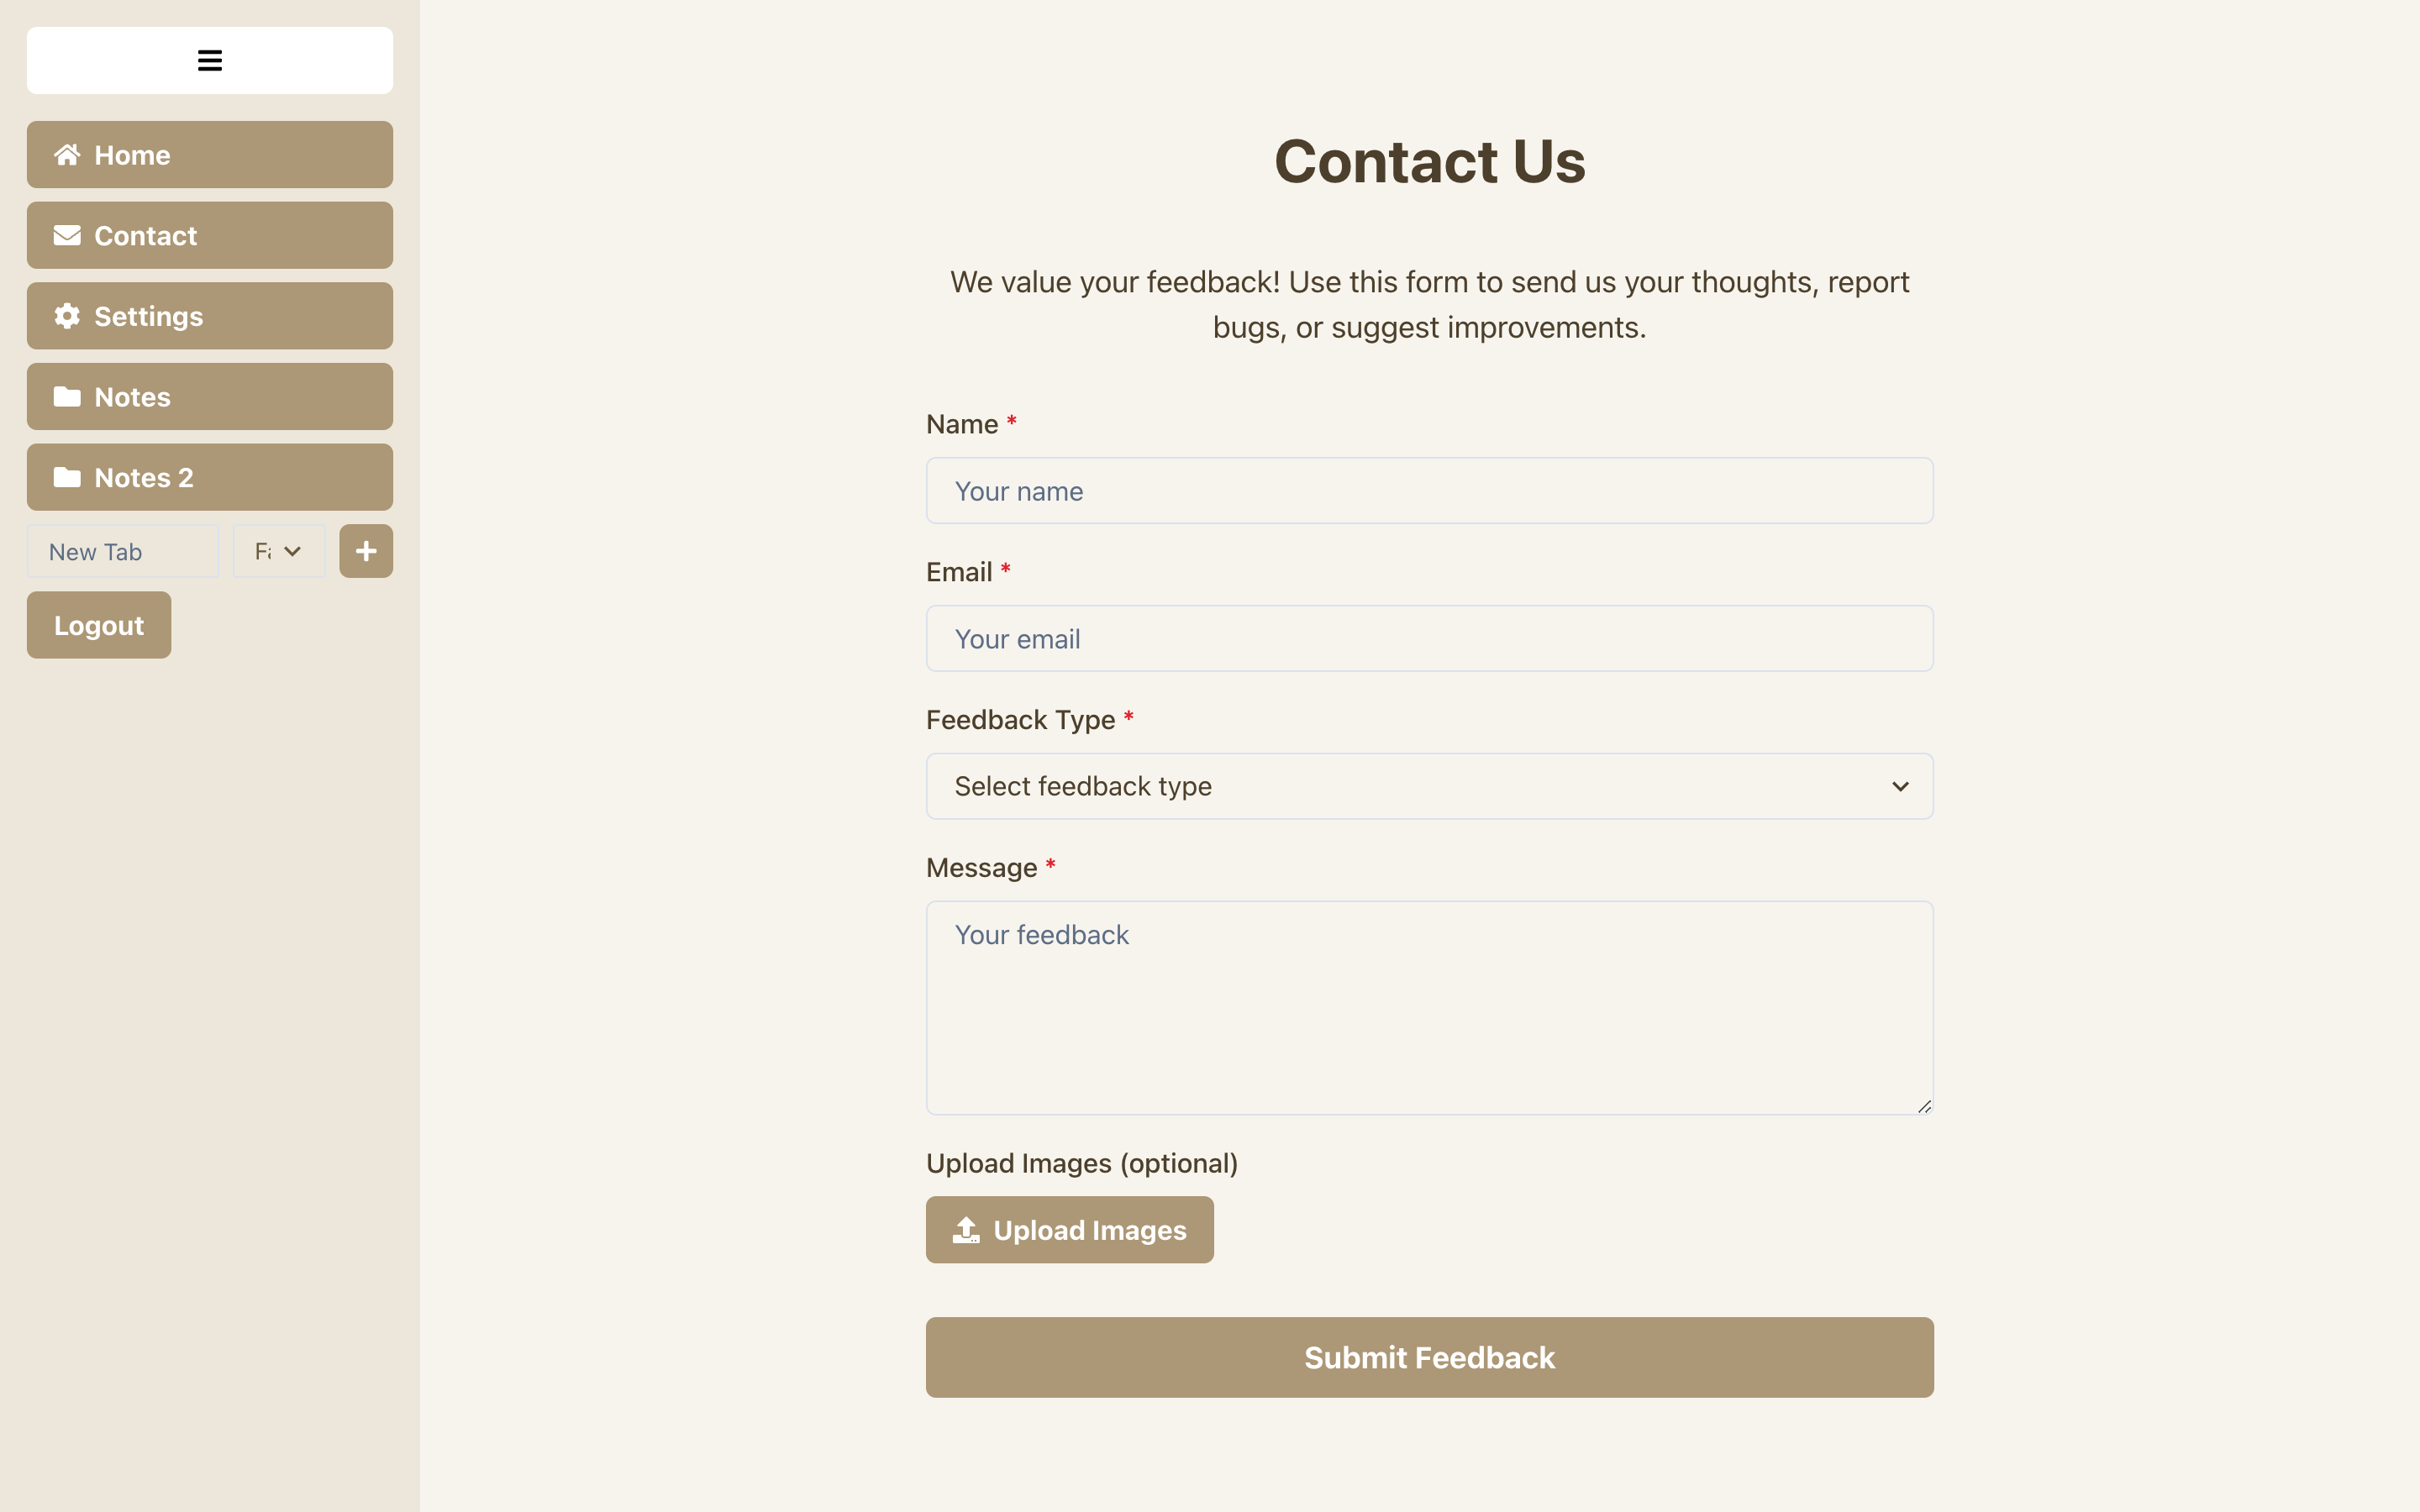 Home
Contact
Settings
Notes
Notes 2
New Tab
Logout
Contact Us
We value your feedback! Use this form to send us your thoughts, report
bugs, or suggest improvements.
Name *
Your name
Email *
Your email
Feedback Type *
Select feedback type
Message *
Your feedback
Upload Images (optional)
Upload Images
Submit Feedback